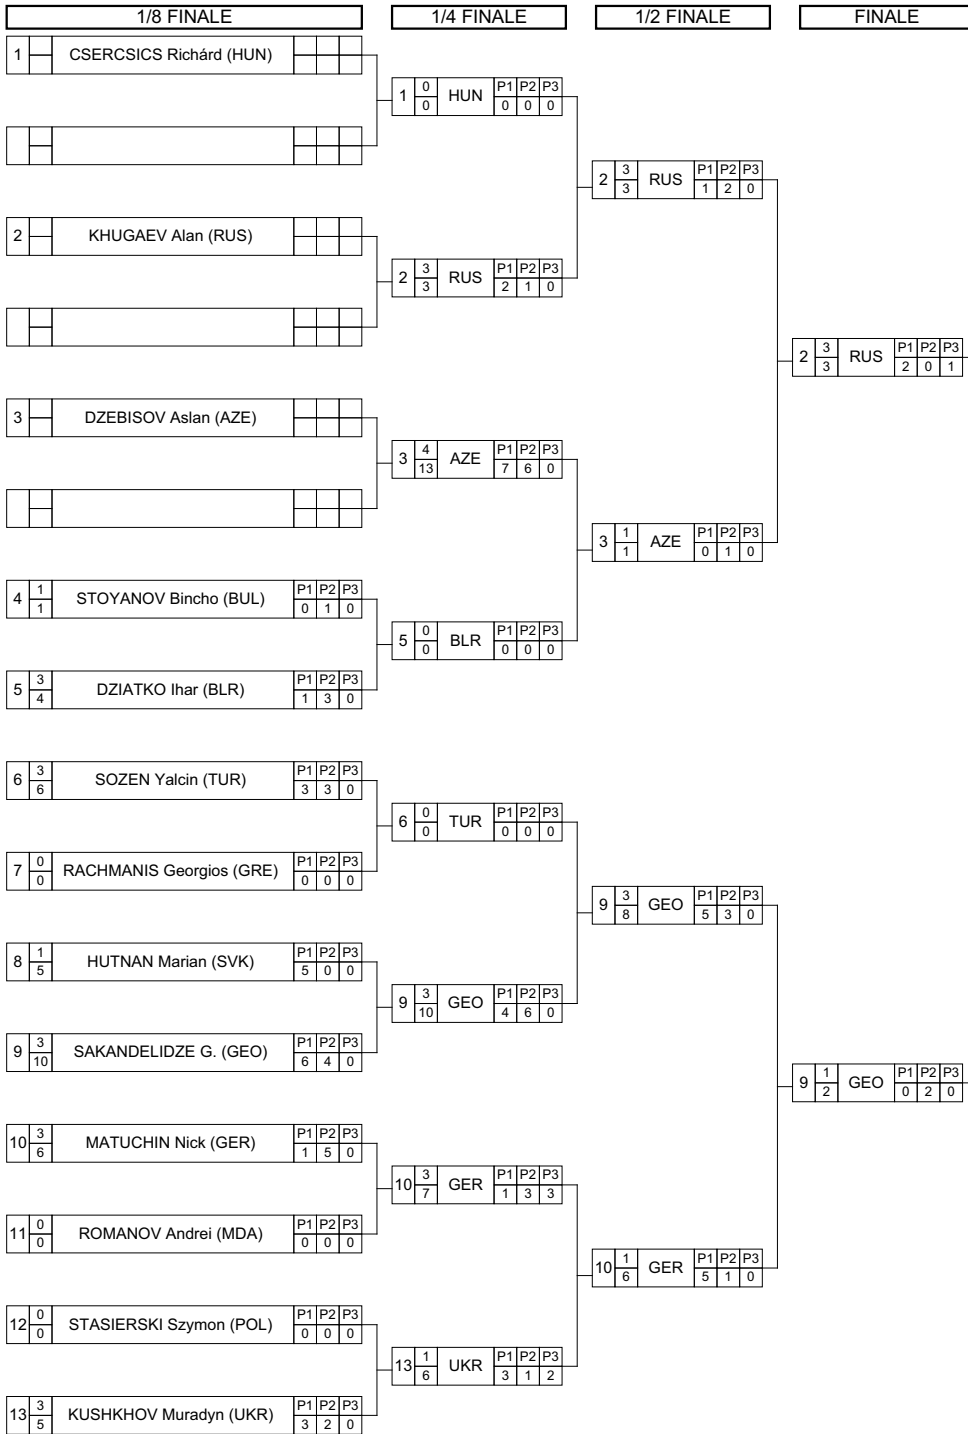 1/8 FINALE 1/4 FINALE 1/2 FINALE FINALE
1 CSERCSICS Richárd (HUN)
1 0 HUN P1 P2 P3
0 0 0 0
2 3 RUS P1 P2 P3
3 1 2 0
2 KHUGAEV Alan (RUS)
2 3 RUS P1 P2 P3
3 2 1 0
2 3 RUS P1 P2 P3
3 2 0 1
3 DZEBISOV Aslan (AZE)
3 4 AZE P1 P2 P3
13 7 6 0
3 1 AZE P1 P2 P3
1 0 1 0
4 1 STOYANOV Bincho (BUL) P1 P2 P3
1 0 1 0
5 0 BLR P1 P2 P3
0 0 0 0
5 3 DZIATKO Ihar (BLR) P1 P2 P3
4 1 3 0
6 3 SOZEN Yalcin (TUR) P1 P2 P3
6 3 3 0
6 0 TUR P1 P2 P3
0 0 0 0
7 0 RACHMANIS Georgios (GRE) P1 P2 P3
0 0 0 0
9 3 GEO P1 P2 P3
8 5 3 0
8 1 HUTNAN Marian (SVK) P1 P2 P3
5 5 0 0
9 3 GEO P1 P2 P3
10 4 6 0
9 3 SAKANDELIDZE G. (GEO) P1 P2 P3
10 6 4 0
9 1 GEO P1 P2 P3
2 0 2 0
10 3 MATUCHIN Nick (GER) P1 P2 P3
6 1 5 0
10 3 GER P1 P2 P3
7 1 3 3
11 0 ROMANOV Andrei (MDA) P1 P2 P3
0 0 0 0
10 1 GER P1 P2 P3
6 5 1 0
12 0 STASIERSKI Szymon (POL) P1 P2 P3
0 0 0 0
13 1 UKR P1 P2 P3
6 3 1 2
13 3 KUSHKHOV Muradyn (UKR) P1 P2 P3
5 3 2 0